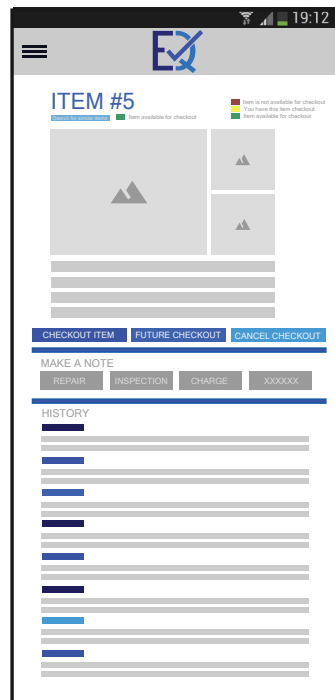 19:12
EQ
ITEM #5
Search for similar items
Item available for checkout
Item is not available for checkout
You have this item checkout
Item available for checkout
CHECKOUT ITEM FUTURE CHECKOUT CANCEL CHECKOUT
MAKE A NOTE
REPAIR INSPECTION CHARGE XXXXXX
HISTORY